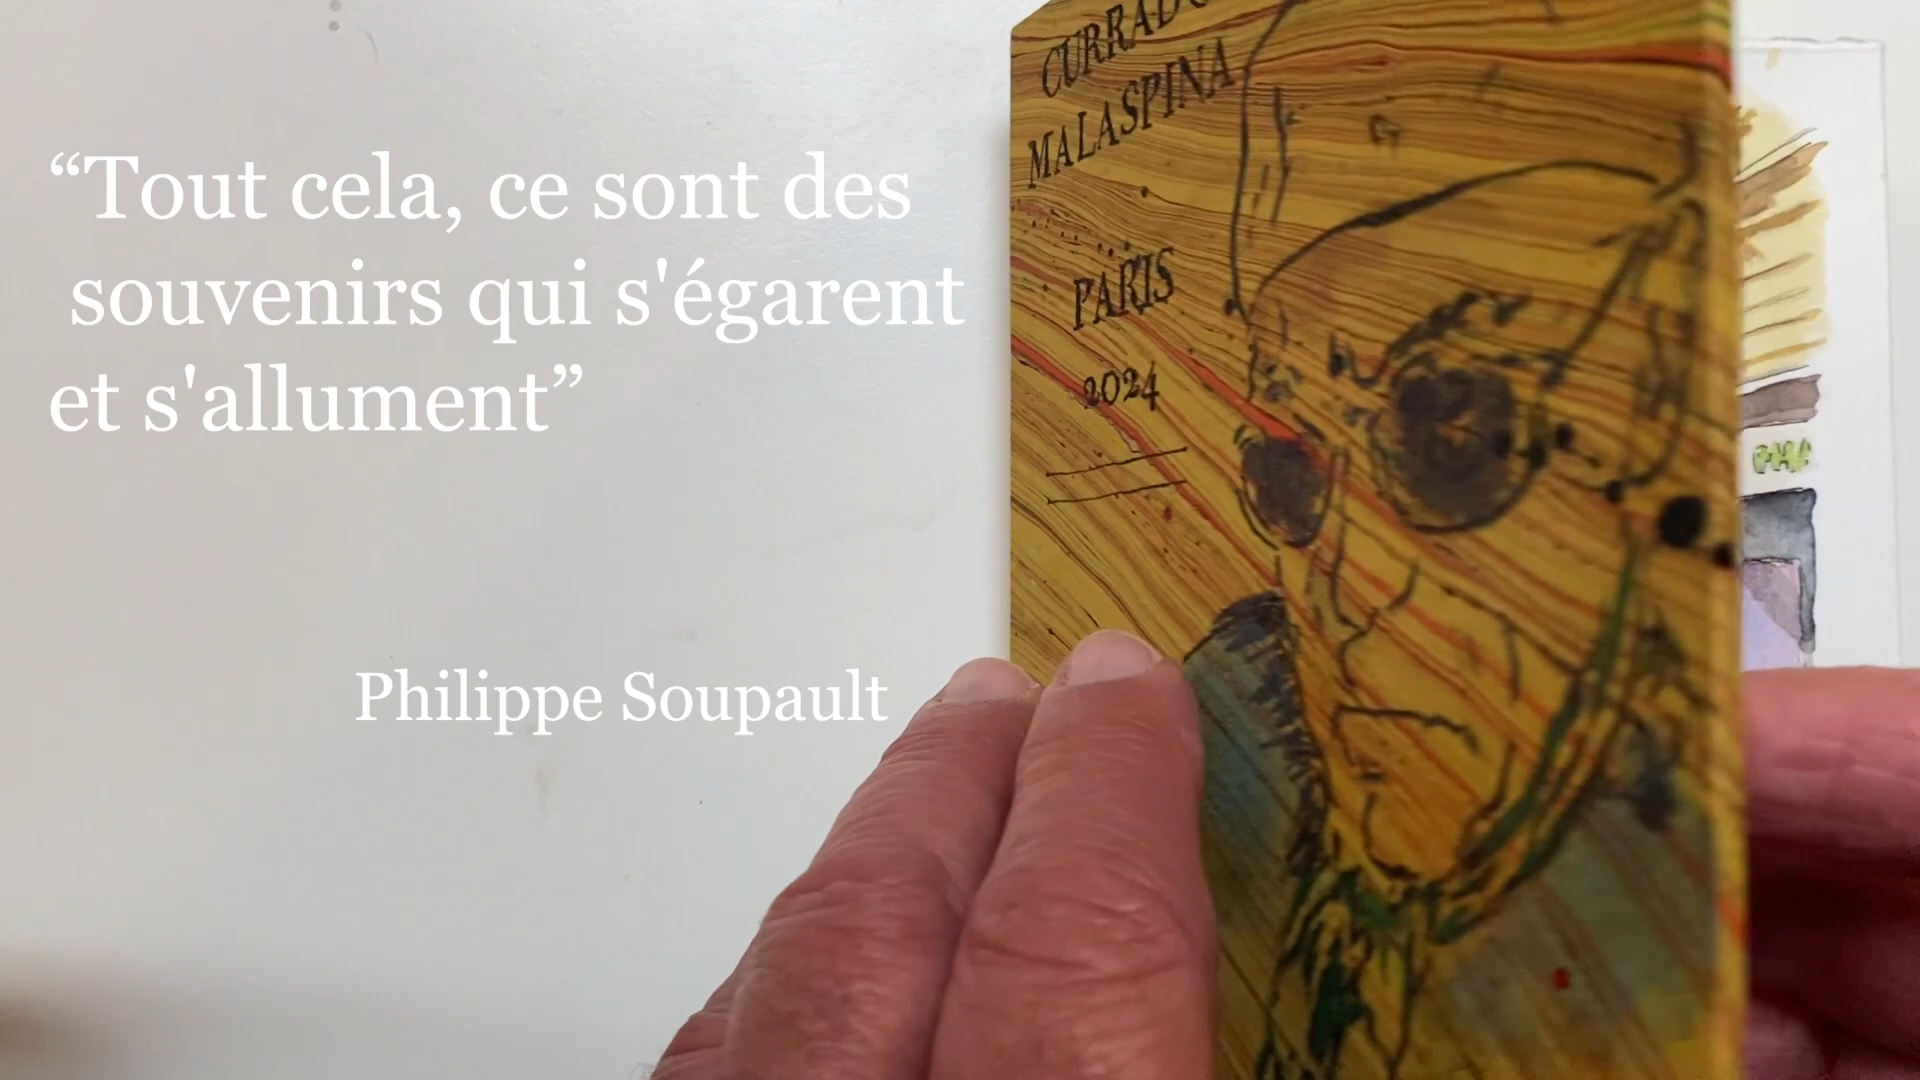 “Tout cela, ce sont des
souvenirs qui s'égarent
et s'allument”
Philippe Soupault
MALASPINA
PARIS
2024